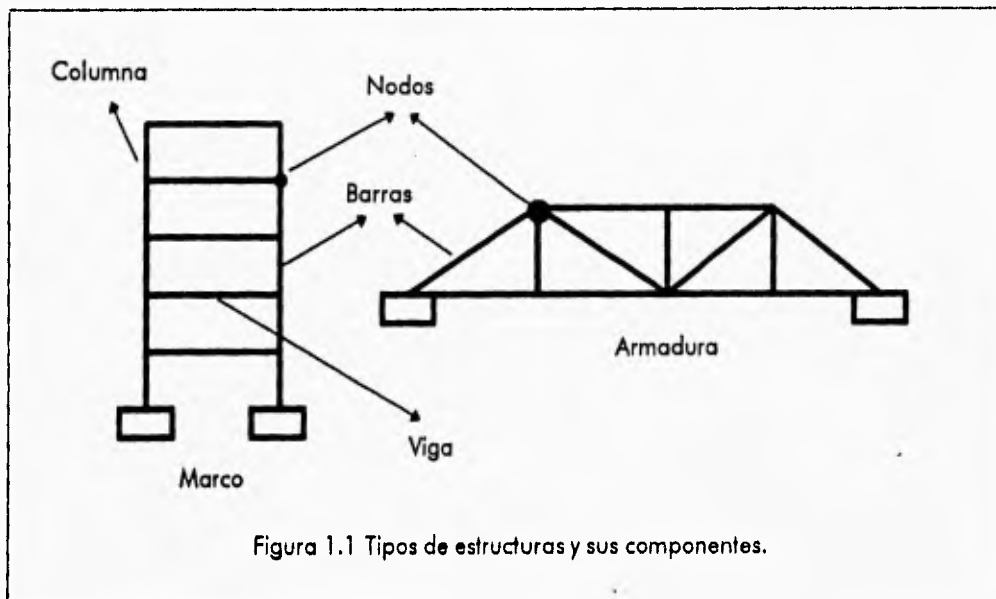 Columna
Nodos
Barras
Armadura
Viga
Marco
Figura 1.1 Tipos de estructuras y sus componentes.